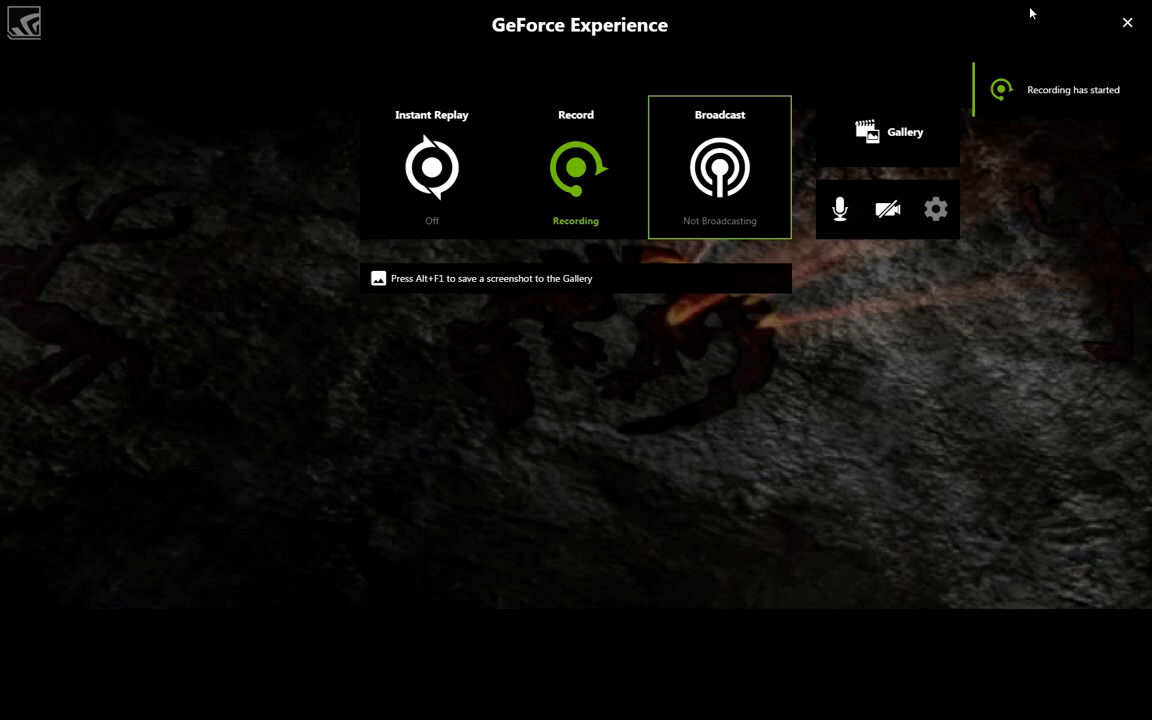 GeForce Experience
Recording has started
Instant Replay
Record
Broadcast
Gallery
Off
Recording
Not Broadcasting
Press Alt+F1 to save a screenshot to the Gallery